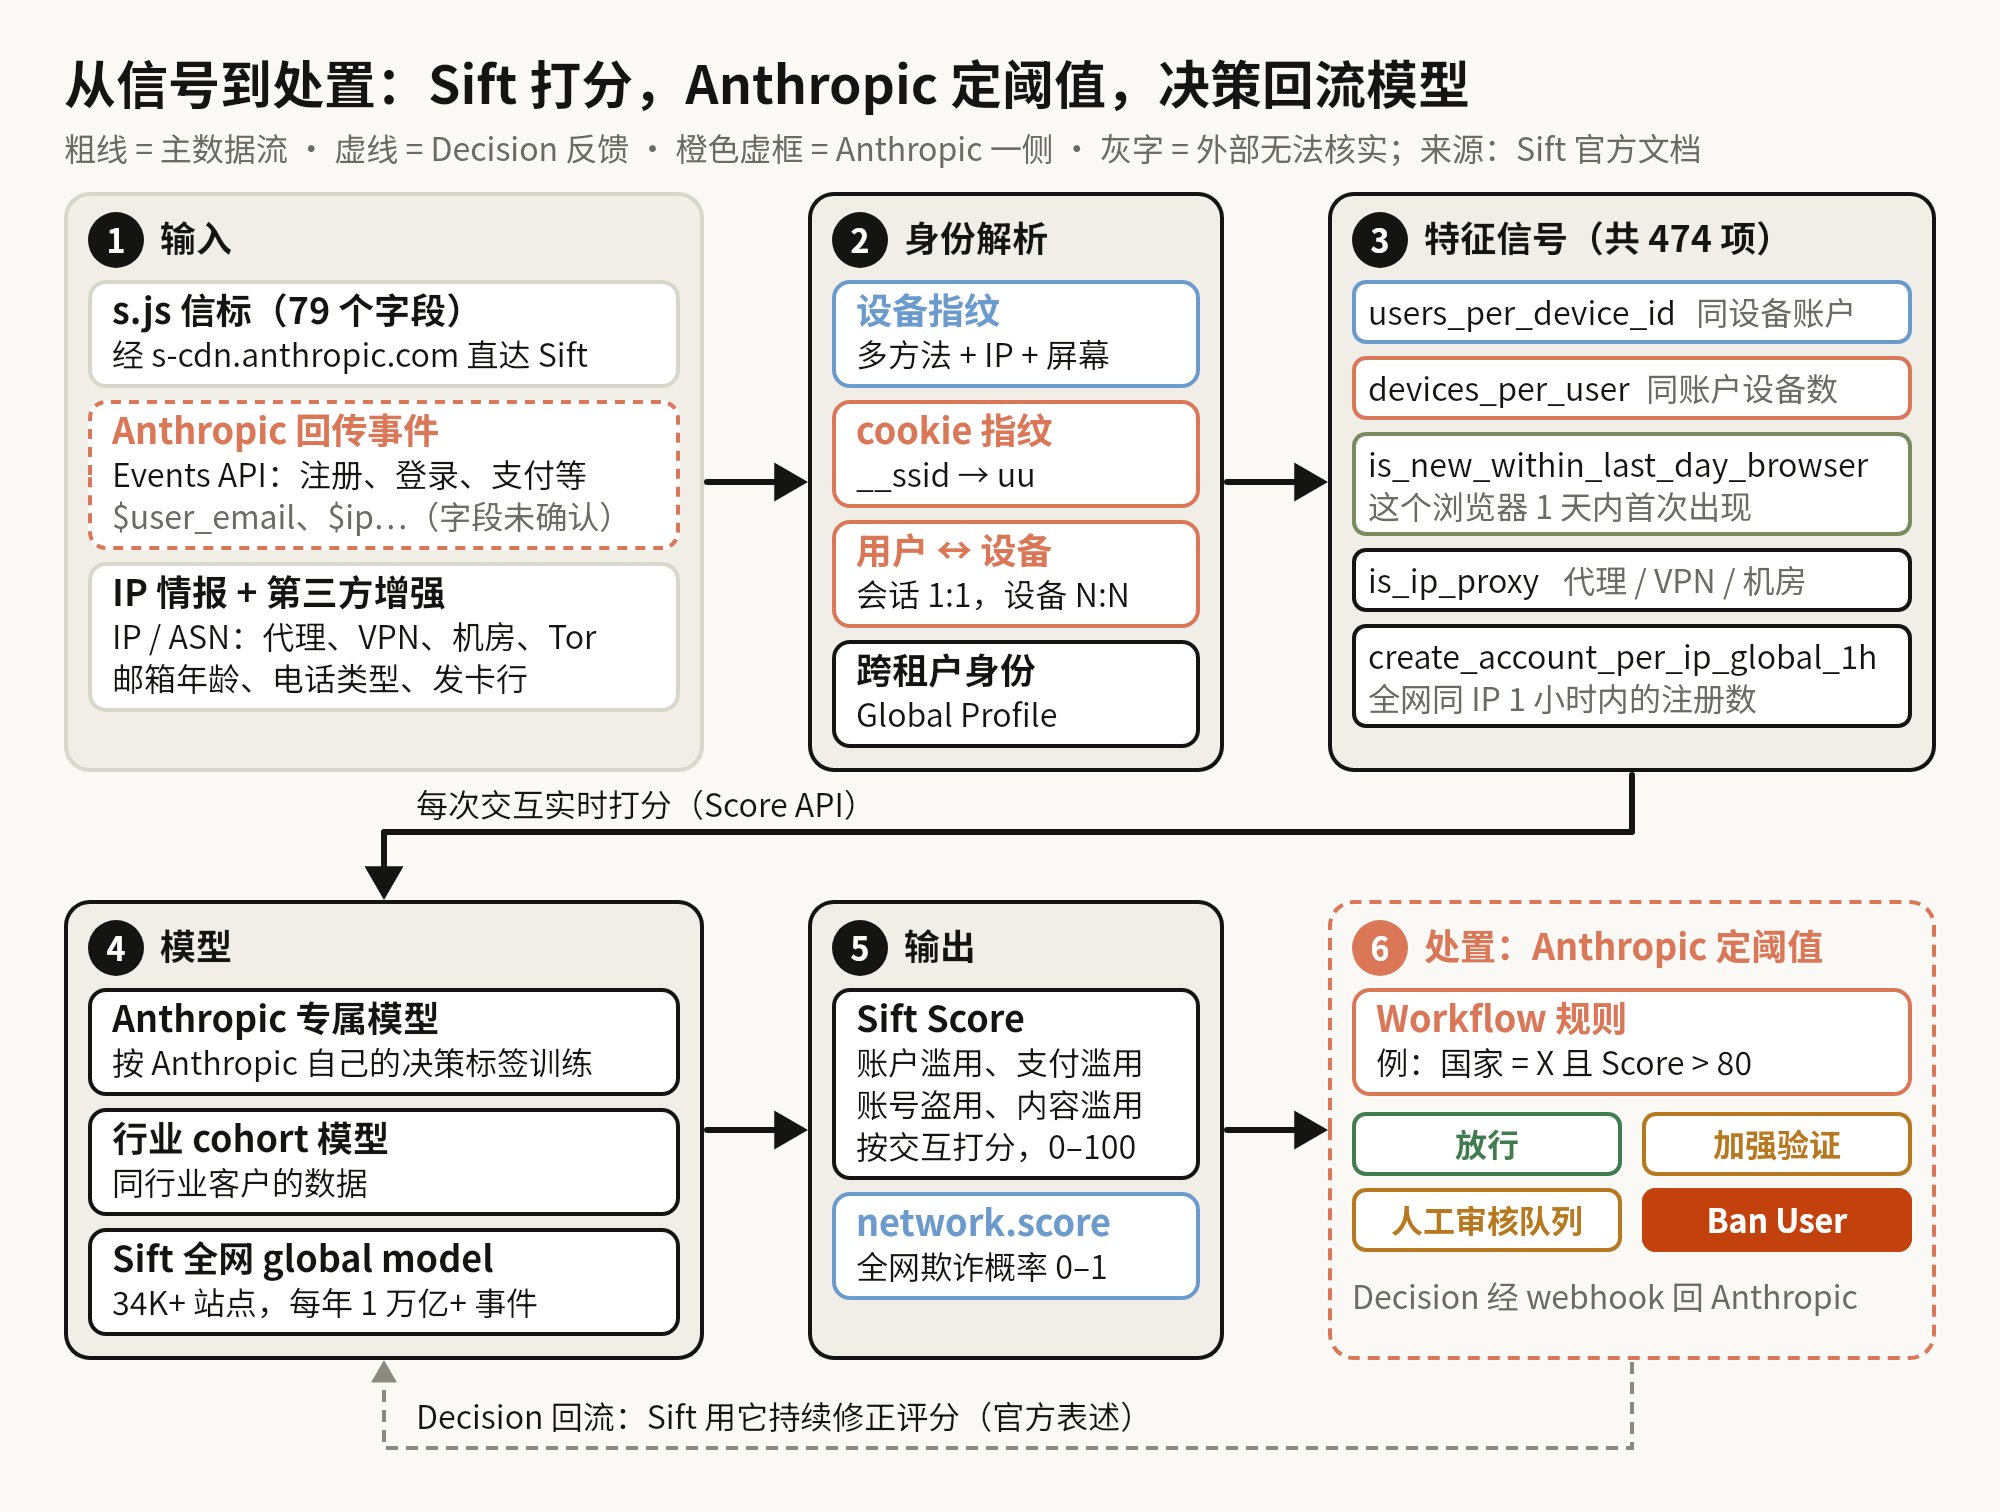 从信号到处置：Sift 打分，Anthropic 定阈值，决策回流模型
粗线 = 主数据流 · 虚线 = Decision 反馈 · 橙色虚框 = Anthropic 一侧 · 灰字 = 外部无法核实；来源：Sift 官方文档
1 输入
s.js 信标（79 个字段）
经 s-cdn.anthropic.com 直达 Sift
Anthropic 回传事件
Events API：注册、登录、支付等
$user_email、$ip…（字段未确认）
IP 情报 + 第三方增强
IP / ASN：代理、VPN、机房、Tor
邮箱年龄、电话类型、发卡行
2 身份解析
设备指纹
多方法 + IP + 屏幕
cookie 指纹
__ssid → uu
用户 ↔ 设备
会话 1:1，设备 N:N
跨租户身份
Global Profile
3 特征信号（共 474 项）
users_per_device_id 同设备账户
devices_per_user 同账户设备数
is_new_within_last_day_browser
这个浏览器 1 天内首次出现
is_ip_proxy 代理 / VPN / 机房
create_account_per_ip_global_1h
全网同 IP 1 小时内的注册数
每次交互实时打分（Score API）
4 模型
Anthropic 专属模型
按 Anthropic 自己的决策标签训练
行业 cohort 模型
同行业客户的数据
Sift 全网 global model
34K+ 站点，每年 1 万亿+ 事件
5 输出
Sift Score
账户滥用、支付滥用
账号盗用、内容滥用
按交互打分，0–100
network.score
全网欺诈概率 0–1
6 处置：Anthropic 定阈值
Workflow 规则
例：国家 = X 且 Score > 80
放行
加强验证
人工审核队列
Ban User
Decision 经 webhook 回 Anthropic
Decision 回流：Sift 用它持续修正评分（官方表述）